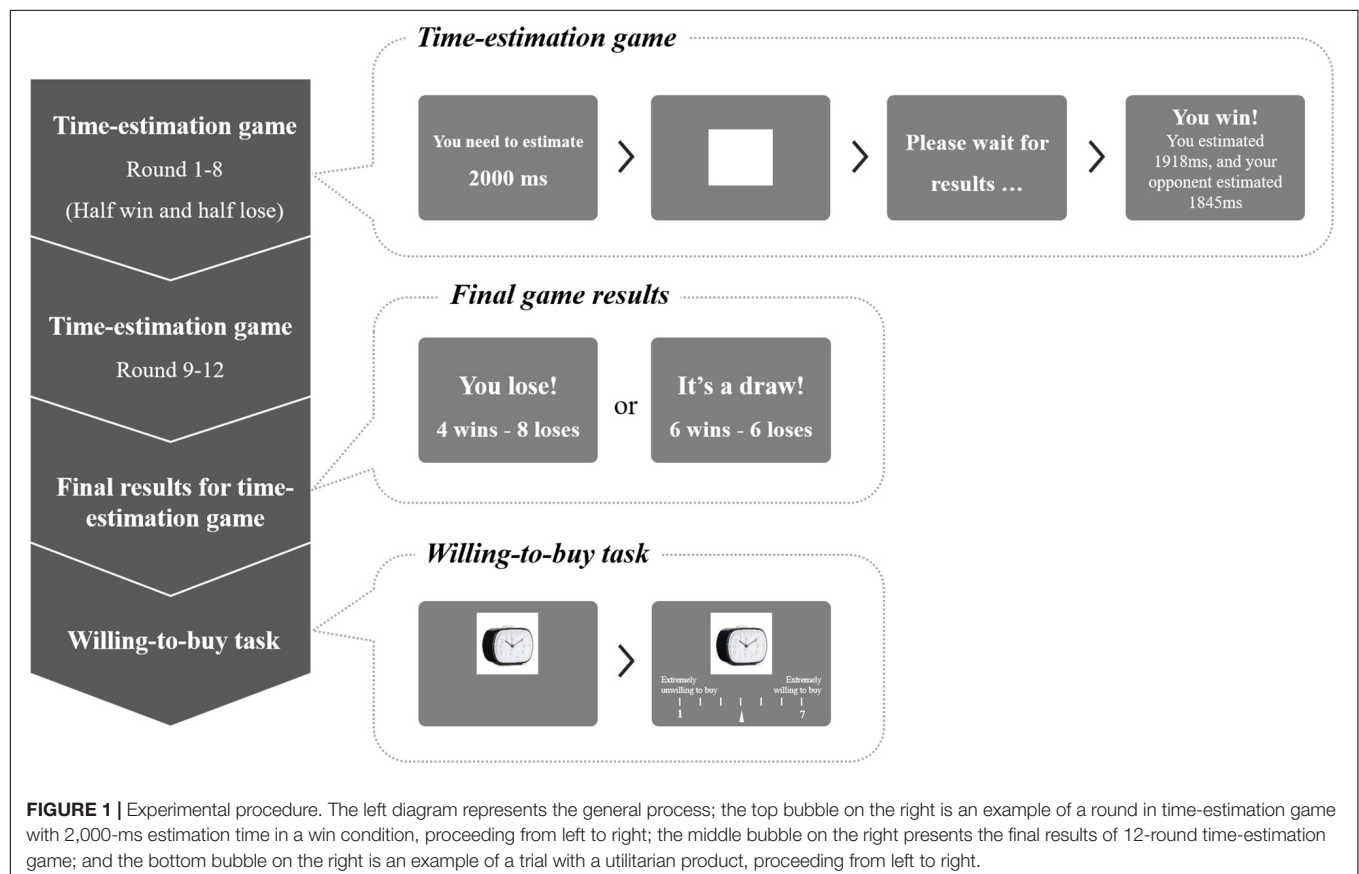 Time-estimation game
Time-estimation game
Round 1-8
(Half win and half lose)
You need to estimate
2000 ms
Please wait for
results ...
You win!
You estimated
1918ms, and your
opponent estimated
1845ms
Time-estimation game
Round 9-12
Final game results
You lose!
4 wins - 8 loses
or
It's a draw!
6 wins - 6 loses
Final results for time-
estimation game
Willing-to-buy task
Willing-to-buy task
Extremely
unwilling to buy
Extremely
willing to buy
1
7
FIGURE 1 | Experimental procedure. The left diagram represents the general process; the top bubble on the right is an example of a round in time-estimation game
with 2,000-ms estimation time in a win condition, proceeding from left to right; the middle bubble on the right presents the final results of 12-round time-estimation
game; and the bottom bubble on the right is an example of a trial with a utilitarian product, proceeding from left to right.